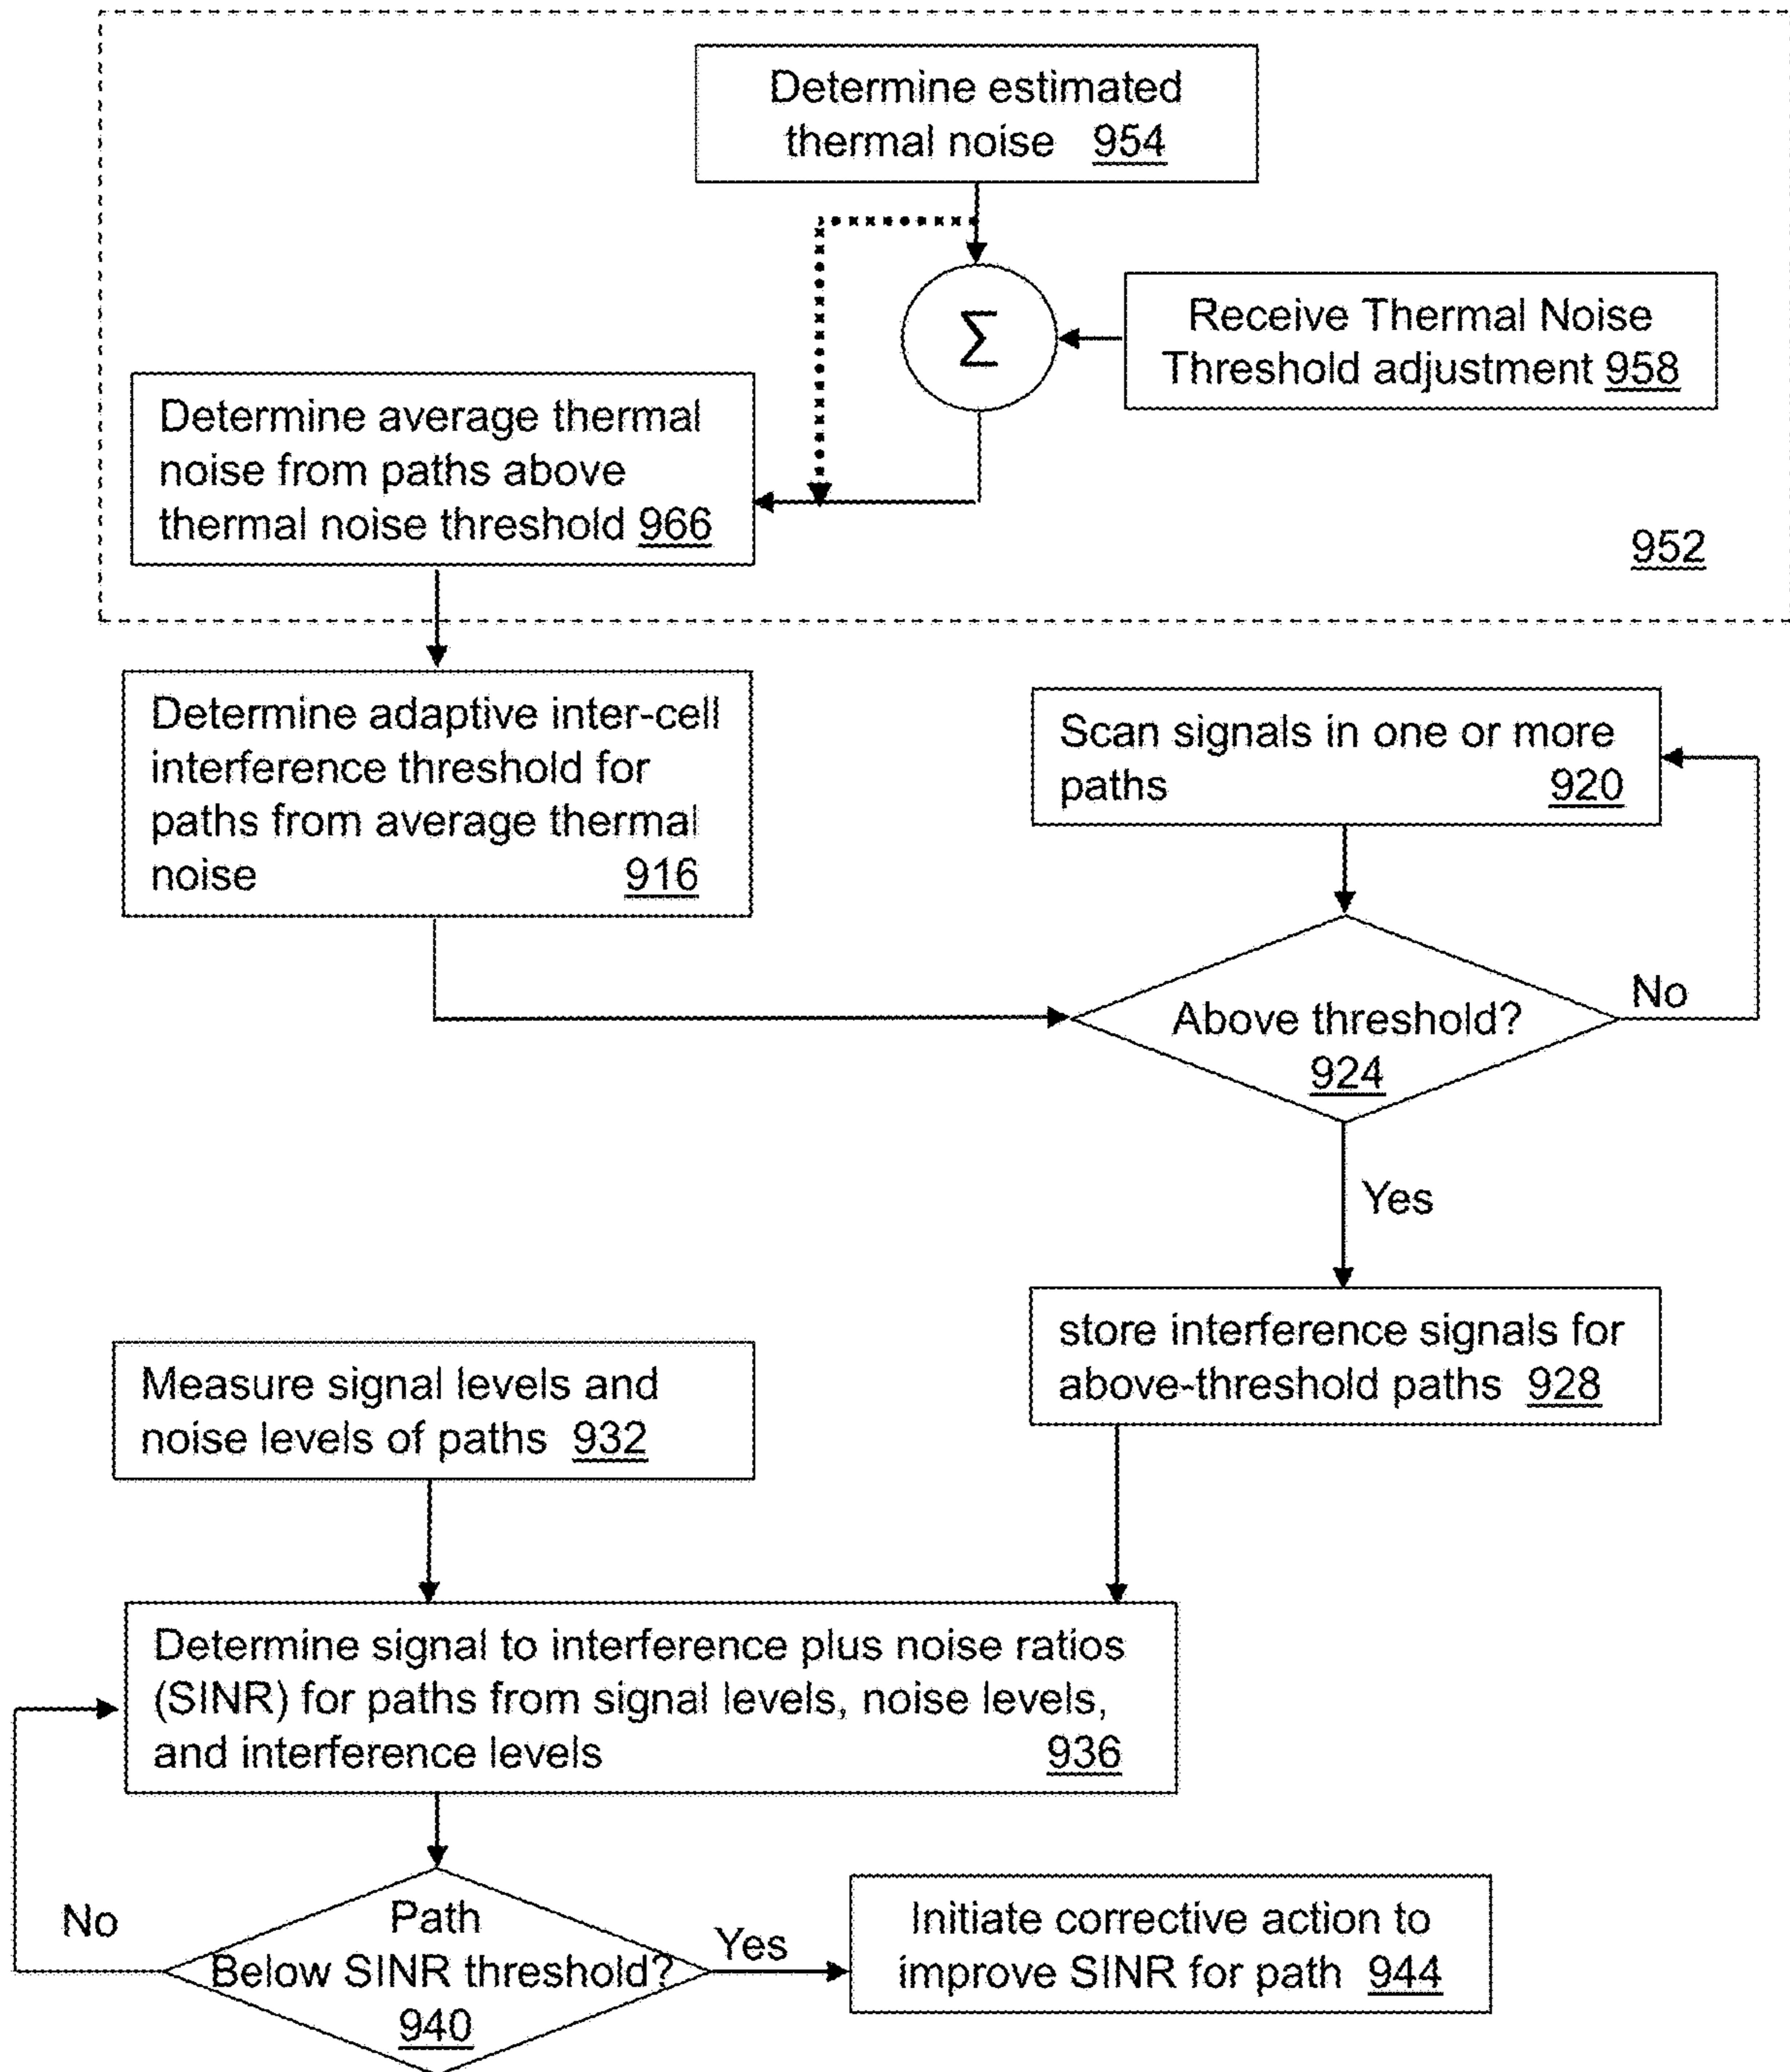 Determine estimated
thermal noise 954
Σ
Receive Thermal Noise
Threshold adjustment 958
Determine average thermal
noise from paths above
thermal noise threshold 966
952
Determine adaptive inter-cell
interference threshold for
paths from average thermal
noise 916
Scan signals in one or more
paths 920
Above threshold?
924
No
Yes
store interference signals for
above-threshold paths 928
Measure signal levels and
noise levels of paths 932
Determine signal to interference plus noise ratios
(SINR) for paths from signal levels, noise levels,
and interference levels 936
No
Path
Below SINR threshold?
940
Yes
Initiate corrective action to
improve SINR for path 944